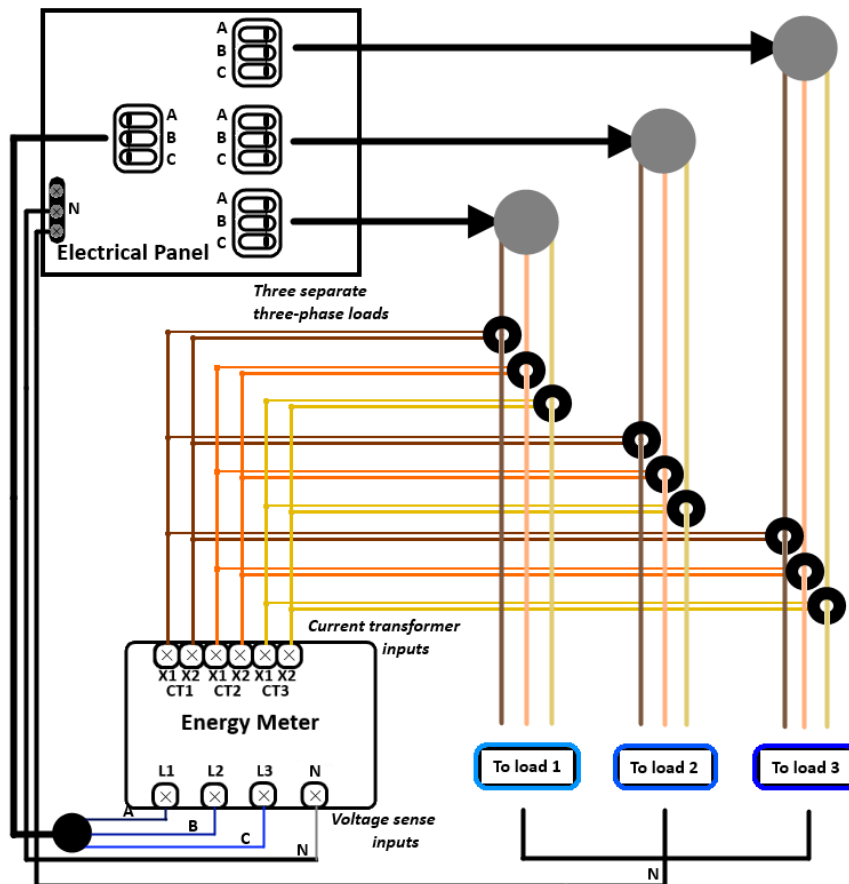 A
B
C
A
B
C
A
B
C
A
B
C
N
Electrical Panel
Three separate
three-phase loads
Current transformer
inputs
X1 X2 X1 X2 X1 X2
CT1 CT2 CT3
Energy Meter
L1 L2 L3 N
To load 1
To load 2
To load 3
A
B
C
N
Voltage sense
inputs
N